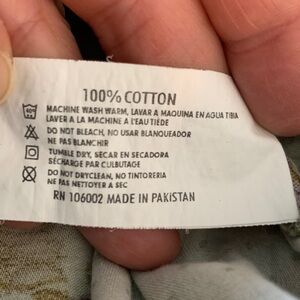 100% COTTON
MACHINE WASH WARM, LAVAR A MAQUINA EN AGUA TIBIA
LAVER A LA MACHINE A L'EAU TIÈDE
DO NOT BLEACH, NO USAR BLANQUEADOR
NE PAS BLANCHIR
TUMBLE DRY, SECAR EN SECADORA
SÉCHARGE PAR CULBUTAGE
DO NOT DRYCLEAN, NO TINTORERIA
NE PAS NETTOYER A SEC
RN 106002 MADE IN PAKISTAN